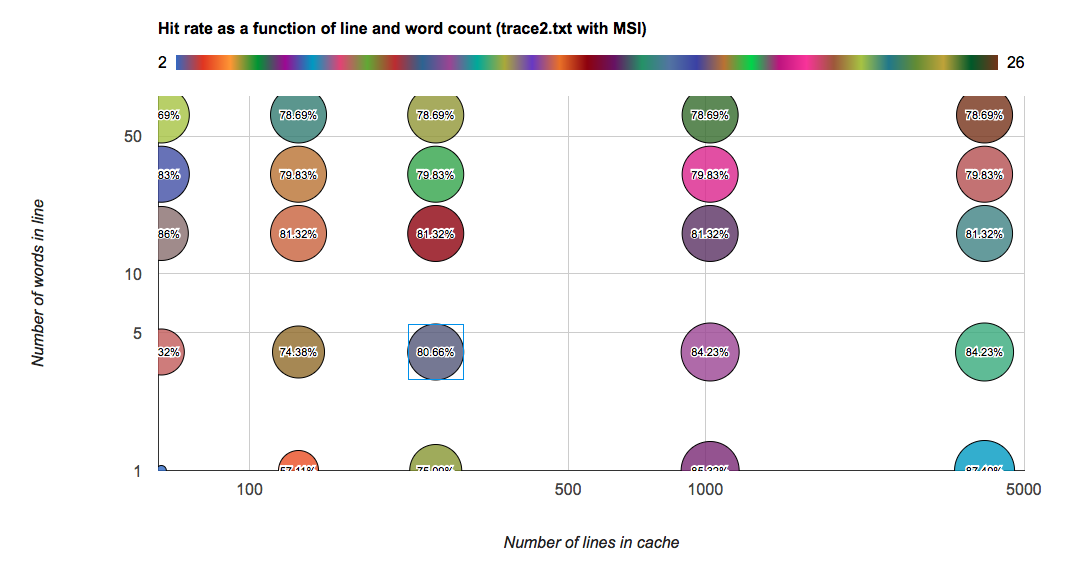 Hit rate as a function of line and word count (trace2.txt with MSI)
2 26
69% 78.69% 78.69% 78.69% 78.69%
50
83% 79.83% 79.83% 79.83% 79.83%
86% 81.32% 81.32% 81.32% 81.32%
10
5
32% 74.38% 80.66% 84.23% 84.23%
1
100 500 1000 5000
Number of words in line
Number of lines in cache